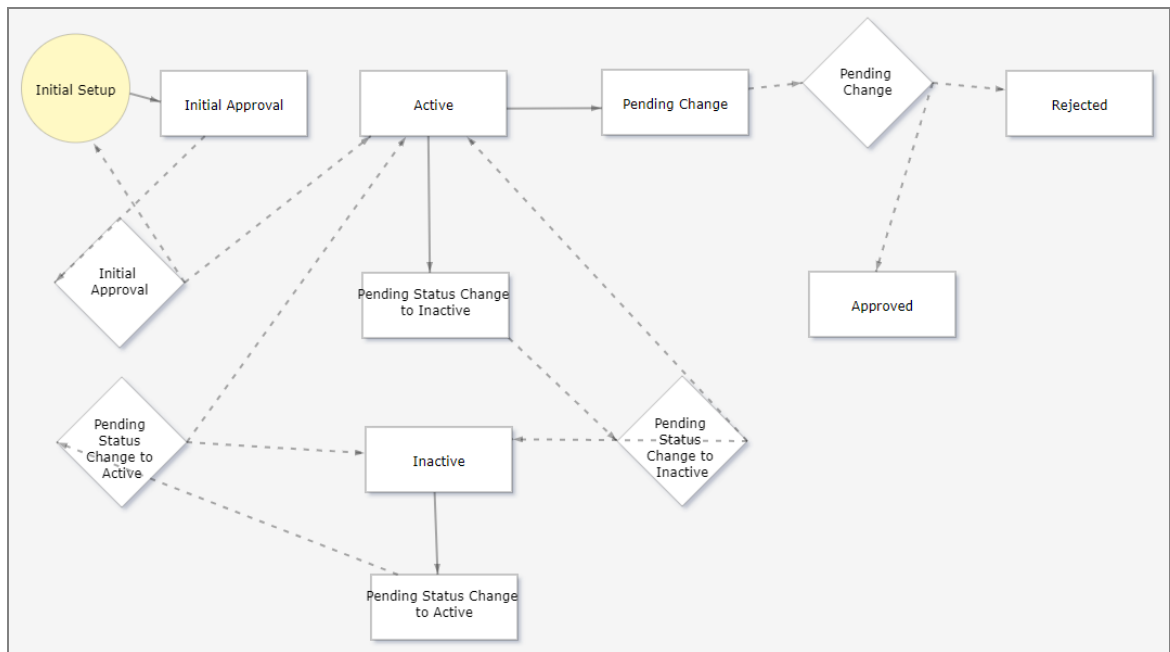 Initial Setup
Initial Approval
Active
Pending Change
Pending
Change
Rejected
Initial
Approval
Pending Status Change
to Inactive
Approved
Pending
Status
Change to
Active
Inactive
Pending
Status
Change to
Inactive
Pending Status Change
to Active